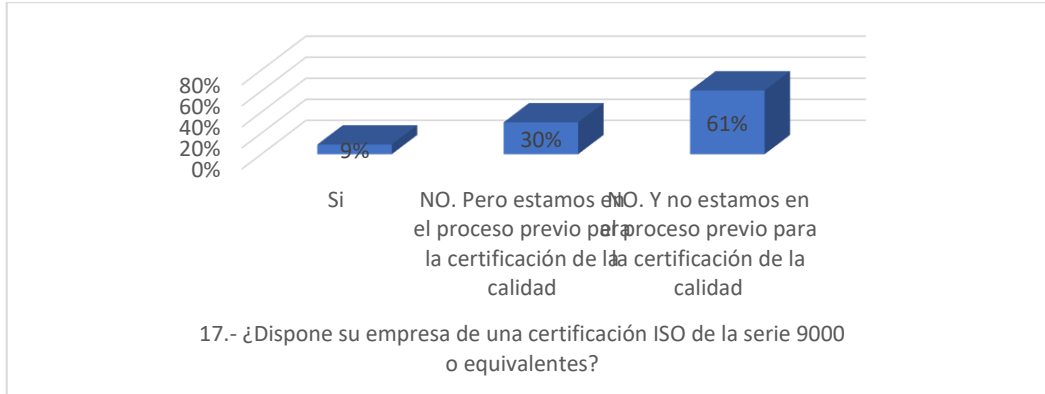 80%
60%
40%
20%
0%
9%
30%
61%
Si
NO. Pero estamos en
el proceso previo para
la certificación de la
calidad
NO. Y no estamos en
el proceso previo para
la certificación de la
calidad
17.- ¿Dispone su empresa de una certificación ISO de la serie 9000
o equivalentes?